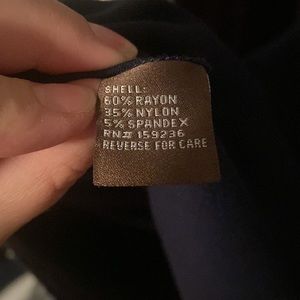 SHELL:
60% RAYON
35% NYLON
5% SPANDEX
RN# 159236
REVERSE FOR CARE